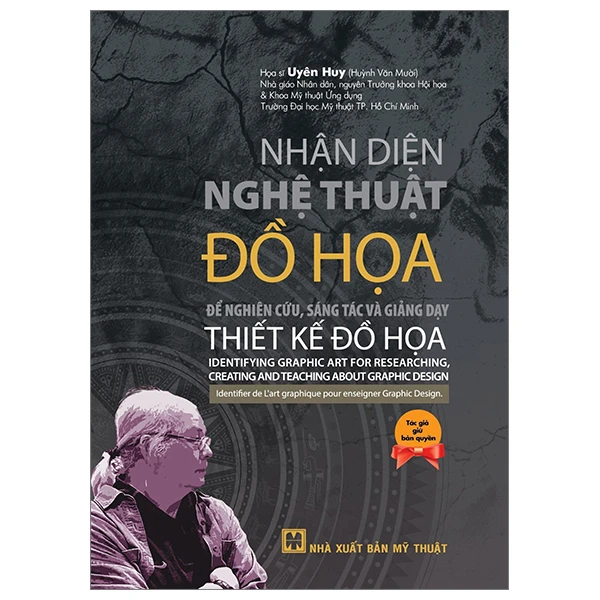 Họa sĩ Uyên Huy (Huỳnh Văn Mười)
Nhà giáo Nhân dân, nguyên Trưởng khoa Hội họa
& Khoa Mỹ thuật Ứng dụng
Trường Đại học Mỹ thuật TP. Hồ Chí Minh
NHẬN DIỆN
NGHỆ THUẬT
ĐỒ HỌA
ĐỂ NGHIÊN CỨU, SÁNG TÁC VÀ GIẢNG DẠY
THIẾT KẾ ĐỒ HỌA
IDENTIFYING GRAPHIC ART FOR RESEARCHING,
CREATING AND TEACHING ABOUT GRAPHIC DESIGN
Identifier de L'art graphique pour enseigner Graphic Design.
Tác giả
giữ
bản quyền
NHÀ XUẤT BẢN MỸ THUẬT